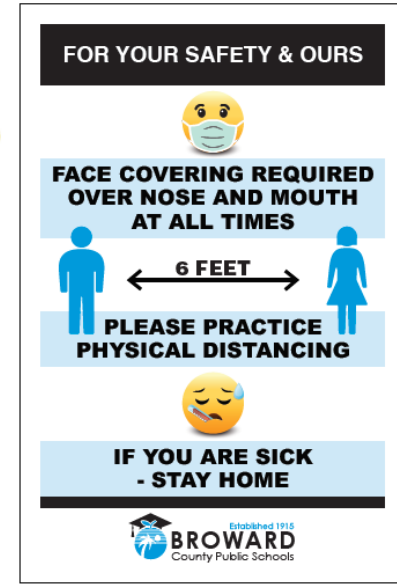 FOR YOUR SAFETY & OURS
FACE COVERING REQUIRED
OVER NOSE AND MOUTH
AT ALL TIMES
6 FEET
PLEASE PRACTICE
PHYSICAL DISTANCING
IF YOU ARE SICK
- STAY HOME
Established 1915
BROWARD
County Public Schools